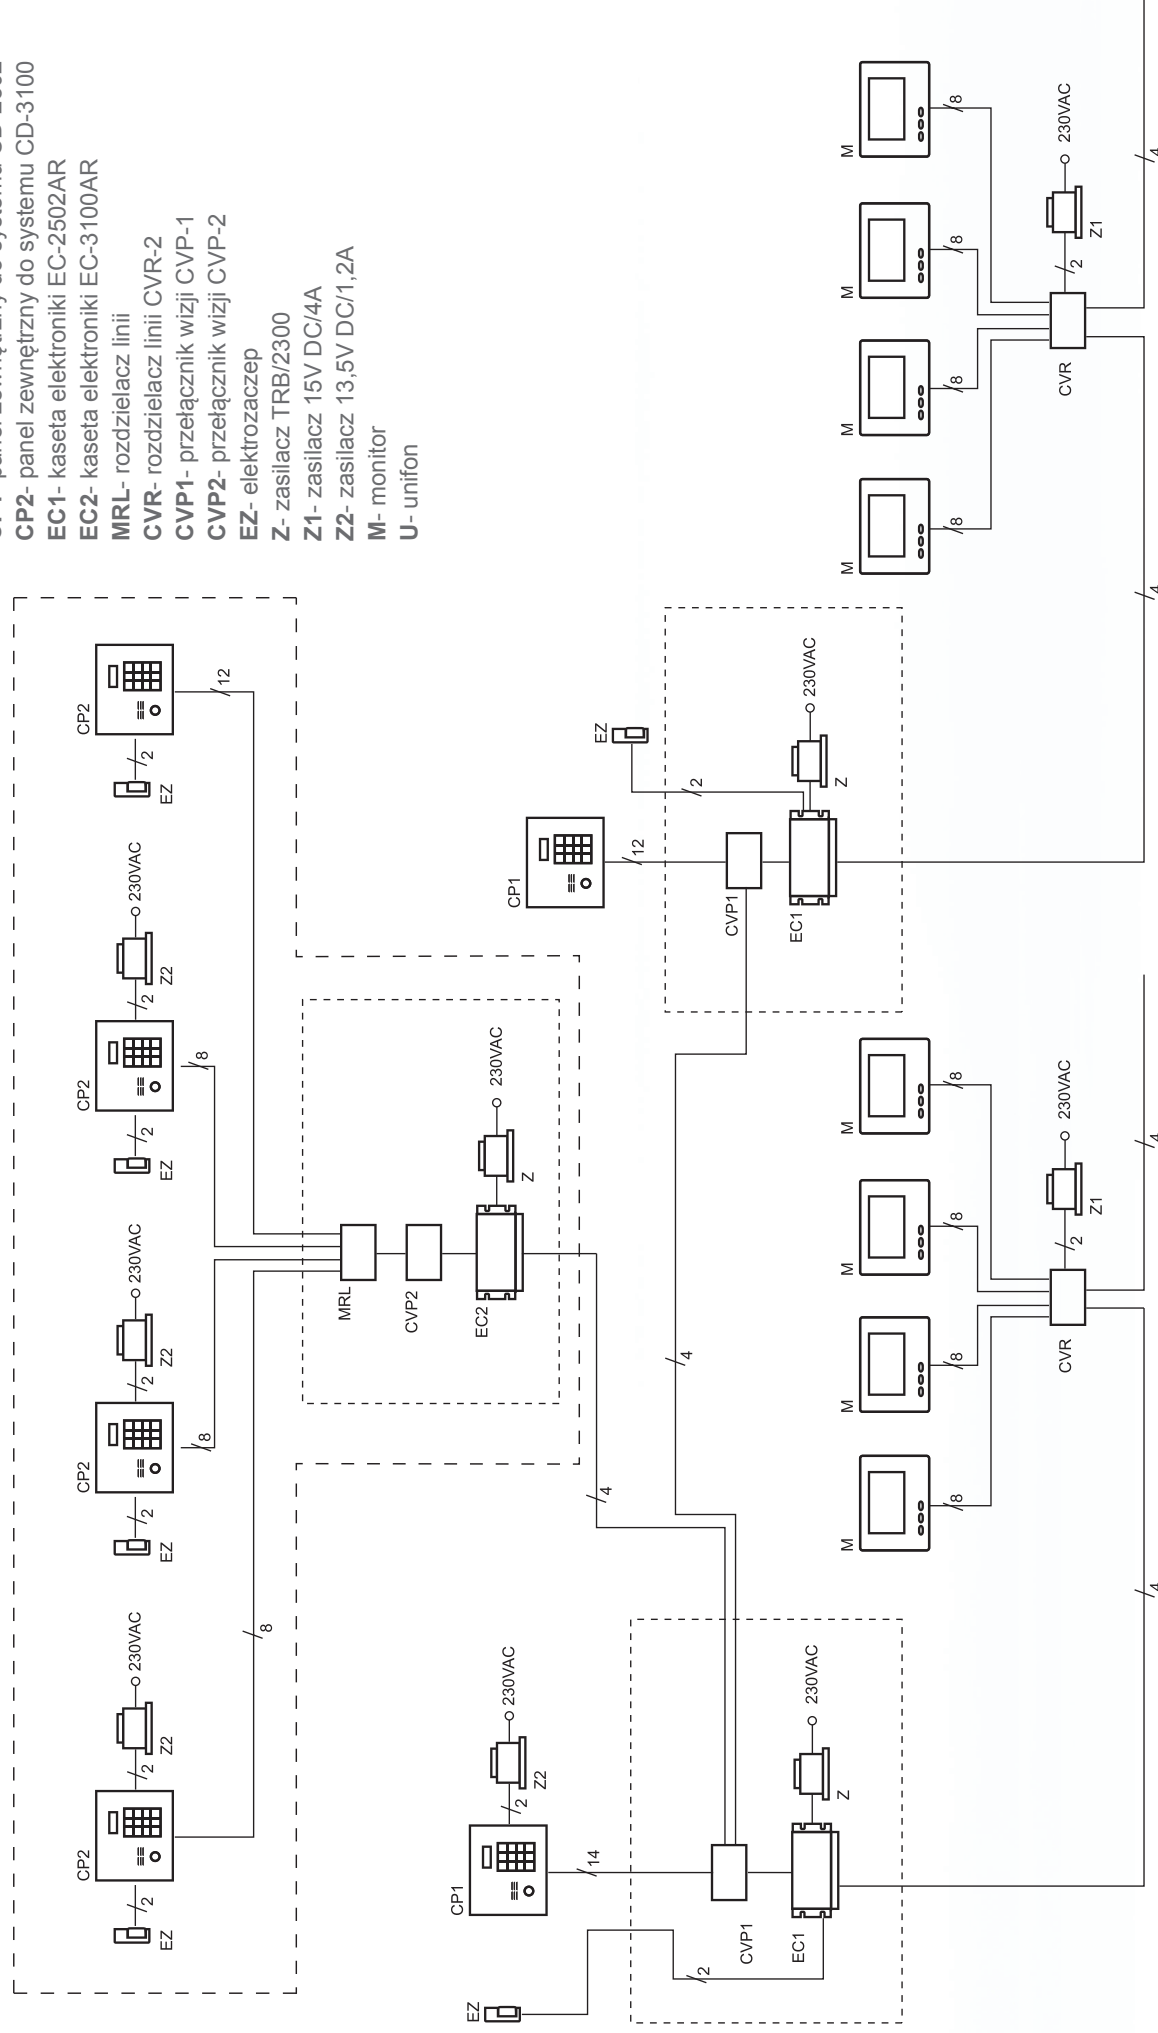 panel zewnętrzny do systemu
CP2- panel zewnętrzny do systemu CD-3100
EC1- kaseta elektroniki EC-2502AR
EC2- kaseta elektroniki EC-3100AR
MRL- rozdzielacz linii
CVR- rozdzielacz linii CVR-2
CVP1- przełącznik wizji CVP-1
CVP2- przełącznik wizji CVP-2
EZ- elektrozaczep
Z- zasilacz TRB/2300
Z1- zasilacz 15V DC/4A
Z2- zasilacz 13,5V DC/1,2A
M- monitor
U- unifon
CP2
CP2
CP2
CP2
230VAC
230VAC
230VAC
2
2
2
2
2
2
2
EZ
Z2
EZ
Z2
EZ
Z2
EZ
8
8
8
12
MRL
CVP2
EC2
Z
230VAC
4
CP1
EZ
2
Z2
230VAC
14
2
CVP1
EC1
Z
230VAC
4
CP1
12
EZ
2
CVP1
EC1
Z
230VAC
M
M
M
M
8
8
8
8
CVR
2
Z1
230VAC
4
4
M
M
M
M
8
8
8
8
CVR
2
Z1
230VAC
4
4